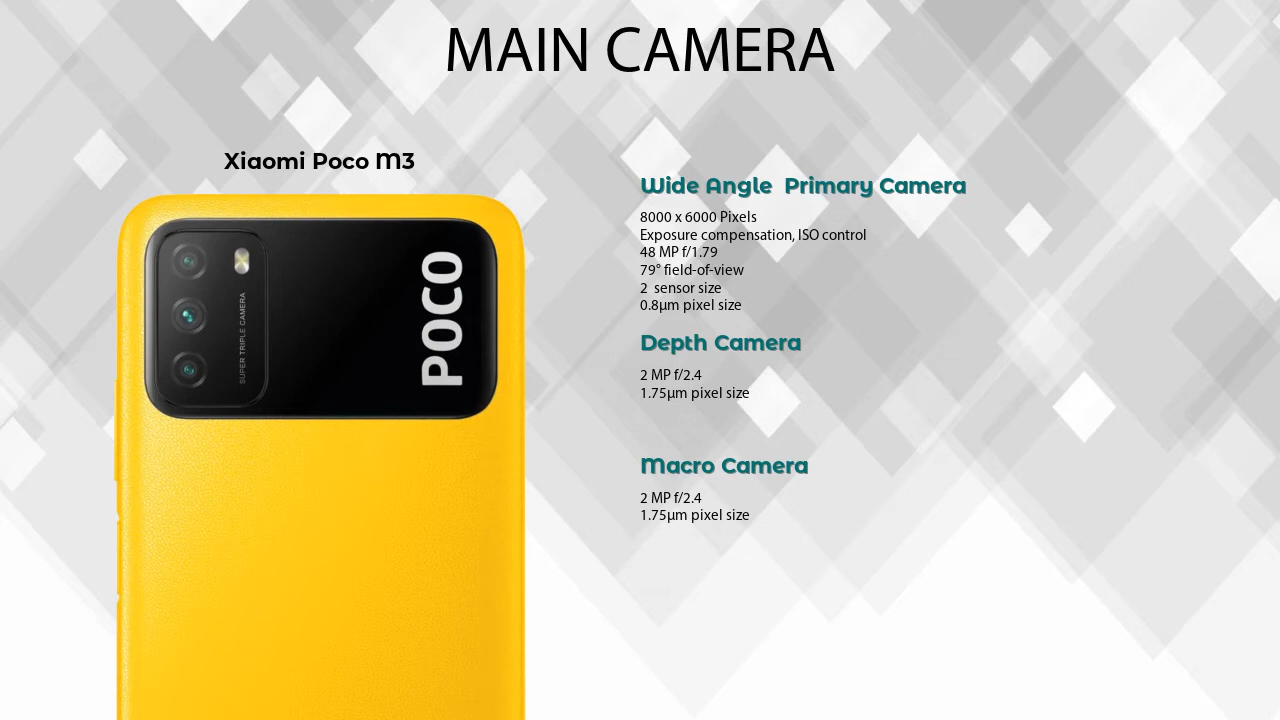 MAIN CAMERA
Xiaomi Poco M3
POCO
SUPER TRIPLE CAMERA
Wide Angle  Primary Camera
8000 x 6000 Pixels
Exposure compensation, ISO control
48 MP f/1.79
79° field-of-view
2  sensor size
0.8μm pixel size
Depth Camera
2 MP f/2.4
1.75μm pixel size
Macro Camera
2 MP f/2.4
1.75μm pixel size